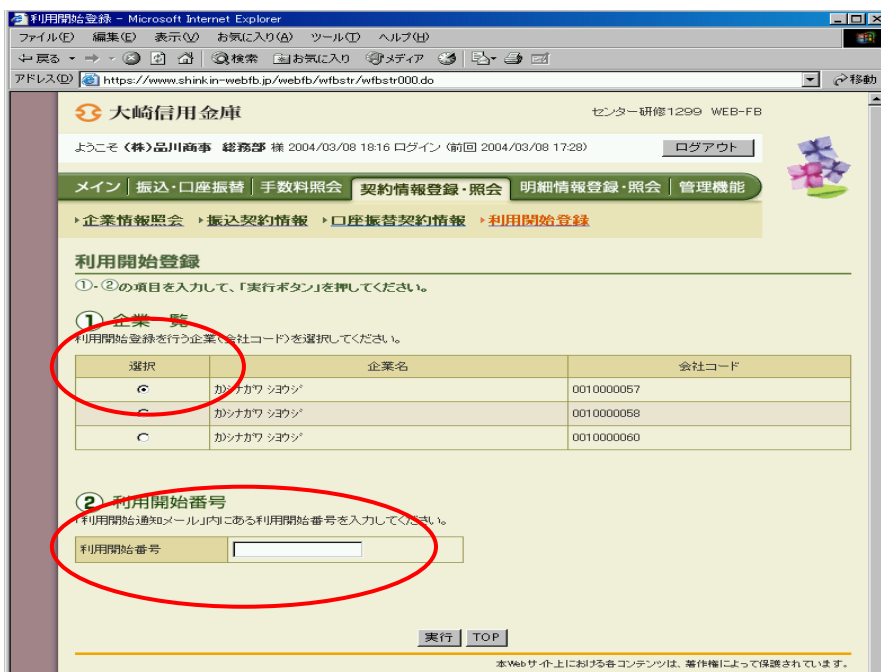 利用開始登録 - Microsoft Internet Explorer
ファイル(F) 編集(E) 表示(V) お気に入り(A) ツール(T) ヘルプ(H)
戻る 検索 お気に入り メディア
アドレス(D) https://www.shinkin-webfb.jp/webfb/wfbstr/wfbstr000.do 移動
大崎信用金庫 センター研修1299 WEB-FB
ようこそ (株)品川商事 総務部 様 2004/03/08 18:16 ログイン (前回 2004/03/08 17:28) ログアウト
メイン 振込・口座振替 手数料照会 契約情報登録・照会 明細情報登録・照会 管理機能
企業情報照会 振込契約情報 口座振替契約情報 利用開始登録
利用開始登録
①-②の項目を入力して、「実行ボタン」を押してください。
① 企業一覧
利用開始登録を行う企業(会社コード)を選択してください。
選択 企業名 会社コード
カ)シナガワ シヨウジ 0010000057
カ)シナガワ シヨウジ 0010000058
カ)シナガワ シヨウジ 0010000060
② 利用開始番号
「利用開始通知メール」内にある利用開始番号を入力してください。
利用開始番号
実行 TOP
本Webサイト上における各コンテンツは、著作権によって保護されています。